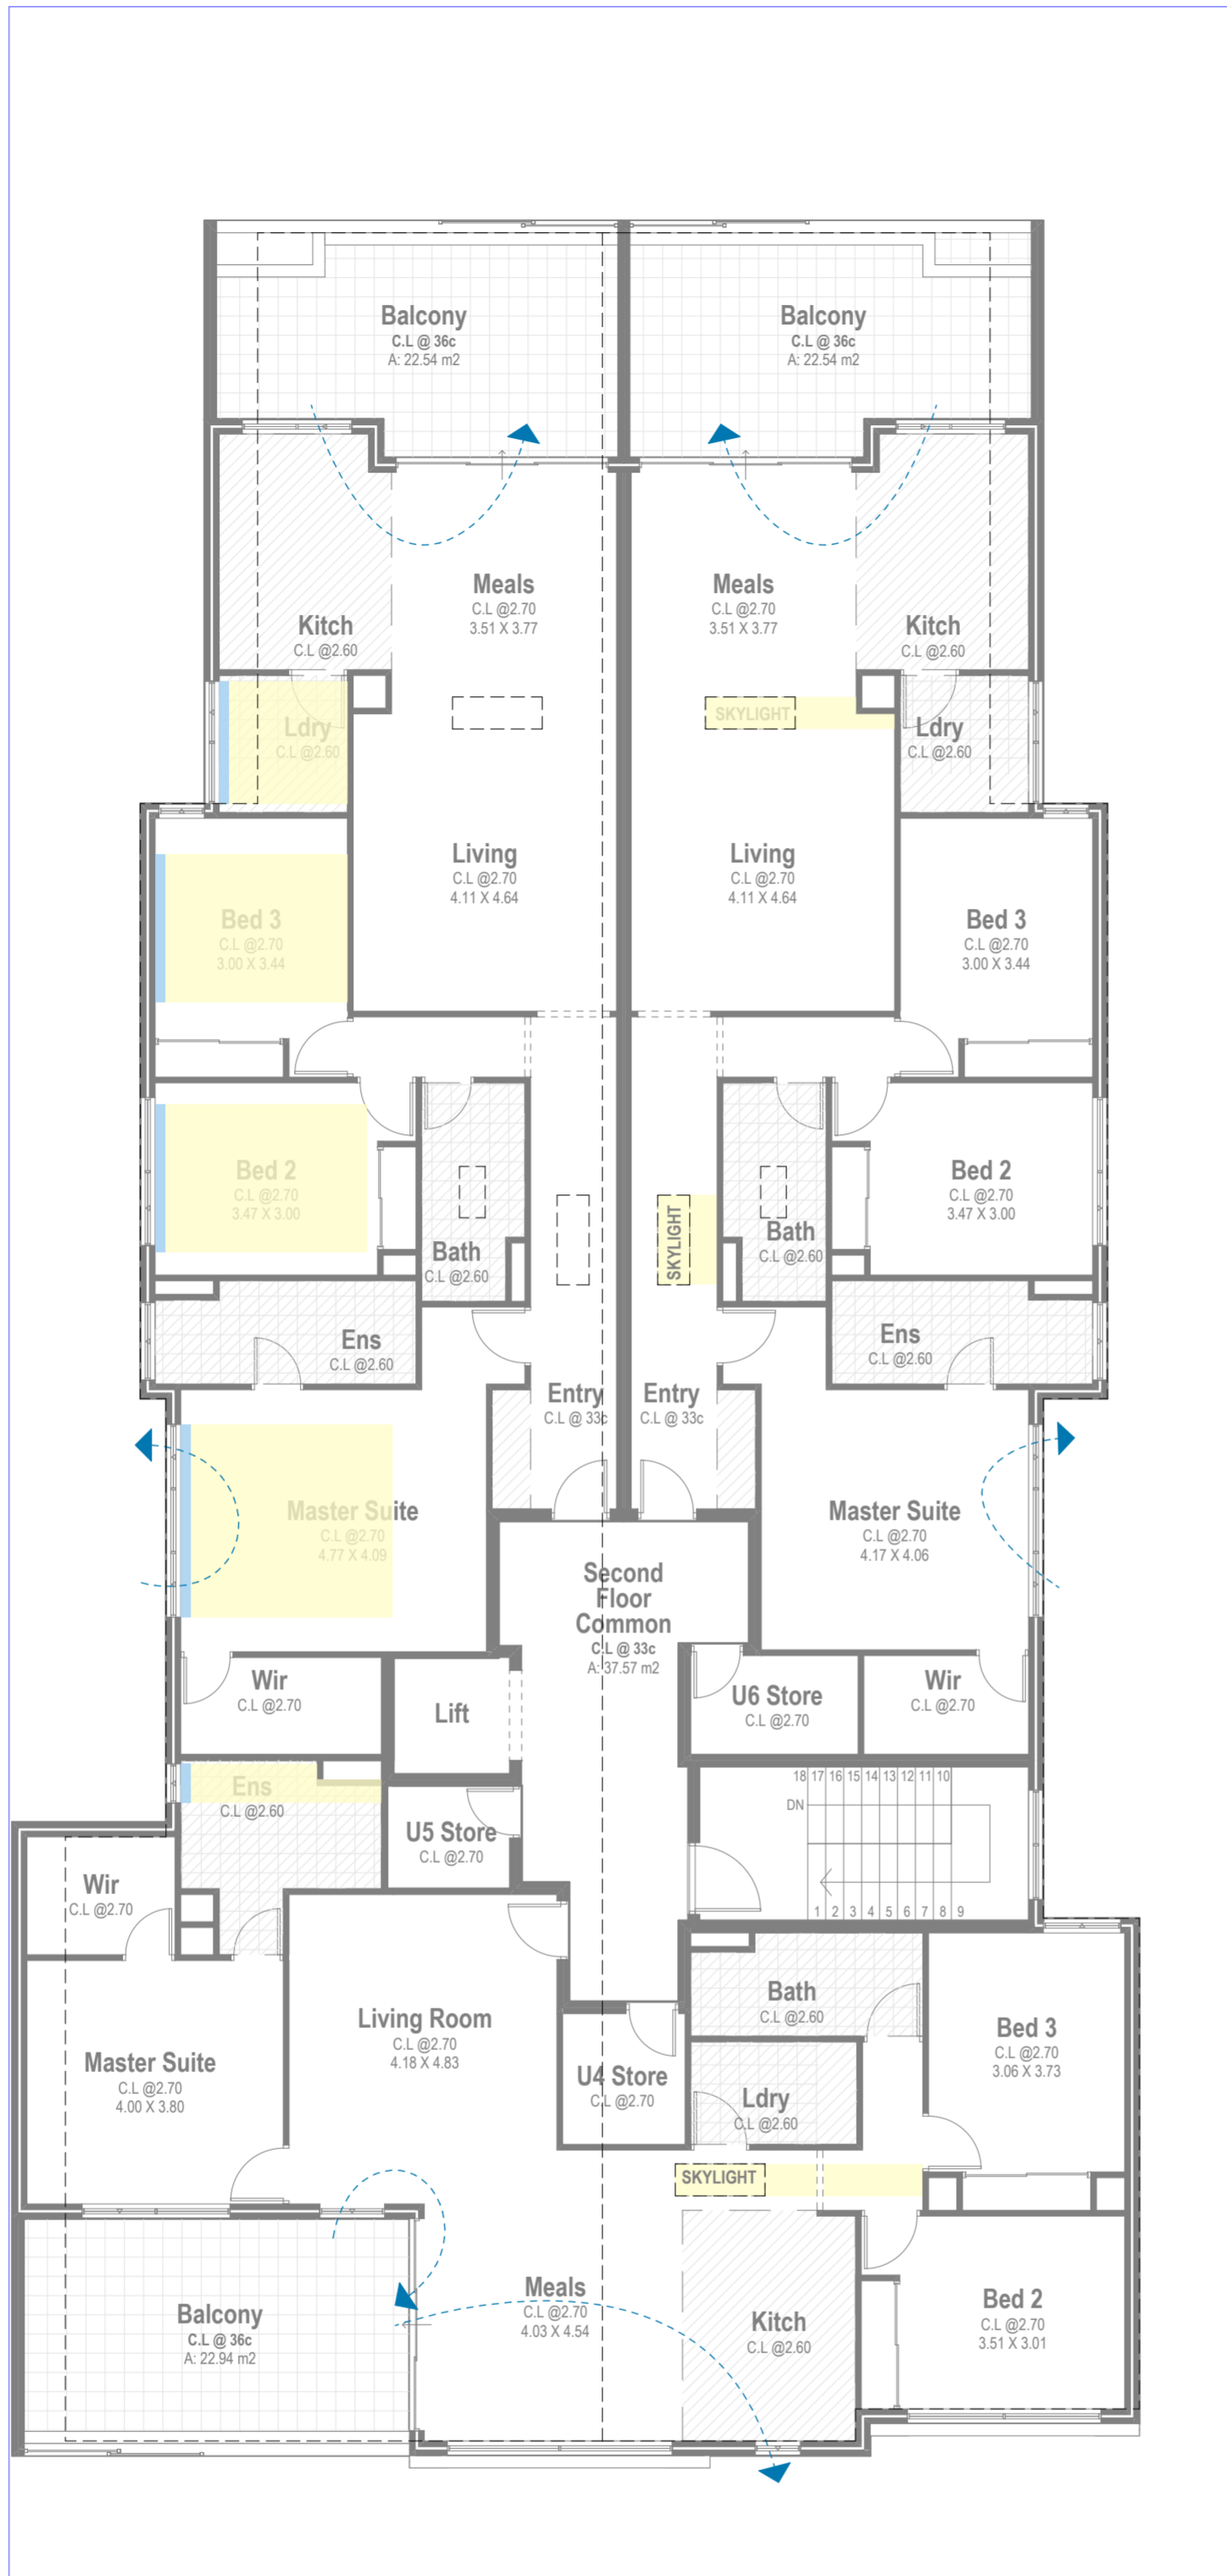 Balcony
C.L @ 36c
A: 22.54 m2
Balcony
C.L @ 36c
A: 22.54 m2
Meals
C.L @2.70
3.51 X 3.77
Meals
C.L @2.70
3.51 X 3.77
Kitch
C.L @2.60
Kitch
C.L @2.60
Ldry
C.L @2.60
SKYLIGHT
Ldry
C.L @2.60
Living
C.L @2.70
4.11 X 4.64
Living
C.L @2.70
4.11 X 4.64
Bed 3
C.L @2.70
3.00 X 3.44
Bed 3
C.L @2.70
3.00 X 3.44
Bed 2
C.L @2.70
3.47 X 3.00
Bed 2
C.L @2.70
3.47 X 3.00
Bath
C.L @2.60
SKYLIGHT
Bath
C.L @2.60
Ens
C.L @2.60
Ens
C.L @2.60
Entry
C.L @ 33c
Entry
C.L @ 33c
Master Suite
C.L @2.70
4.77 X 4.09
Master Suite
C.L @2.70
4.17 X 4.06
Second
Floor
Common
C.L @ 33c
A: 37.57 m2
Wir
C.L @2.70
Lift
U6 Store
C.L @2.70
Wir
C.L @2.70
Ens
C.L @2.60
18 17 16 15 14 13 12 11 10
DN
1 2 3 4 5 6 7 8 9
U5 Store
C.L @2.70
Wir
C.L @2.70
Living Room
C.L @2.70
4.18 X 4.83
Bath
C.L @2.60
Bed 3
C.L @2.70
3.06 X 3.73
Master Suite
C.L @2.70
4.00 X 3.80
U4 Store
C.L @2.70
Ldry
C.L @2.60
SKYLIGHT
Meals
C.L @2.70
4.03 X 4.54
Balcony
C.L @ 36c
A: 22.94 m2
Kitch
C.L @2.60
Bed 2
C.L @2.70
3.51 X 3.01